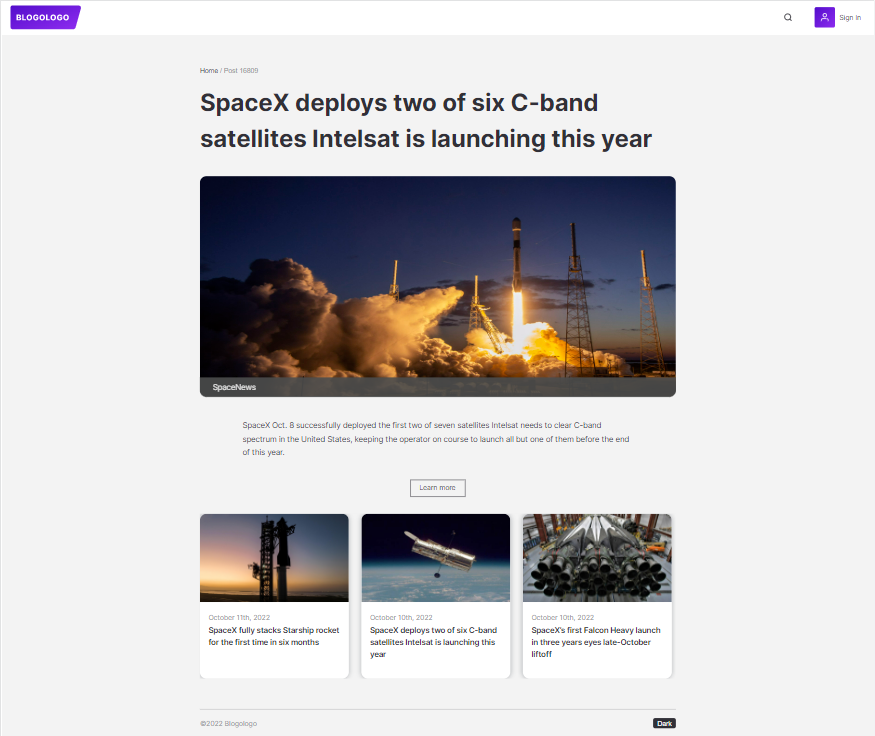 BLOGOLOGO
Sign In
Home / Post 16809
SpaceX deploys two of six C-band
satellites Intelsat is launching this year
SpaceNews
SpaceX Oct. 8 successfully deployed the first two of seven satellites Intelsat needs to clear C-band
spectrum in the United States, keeping the operator on course to launch all but one of them before the end
of this year.
Learn more
October 11th, 2022
SpaceX fully stacks Starship rocket
for the first time in six months
October 10th, 2022
SpaceX deploys two of six C-band
satellites Intelsat is launching this
year
October 10th, 2022
SpaceX's first Falcon Heavy launch
in three years eyes late-October
liftoff
©2022 Blogologo
Dark